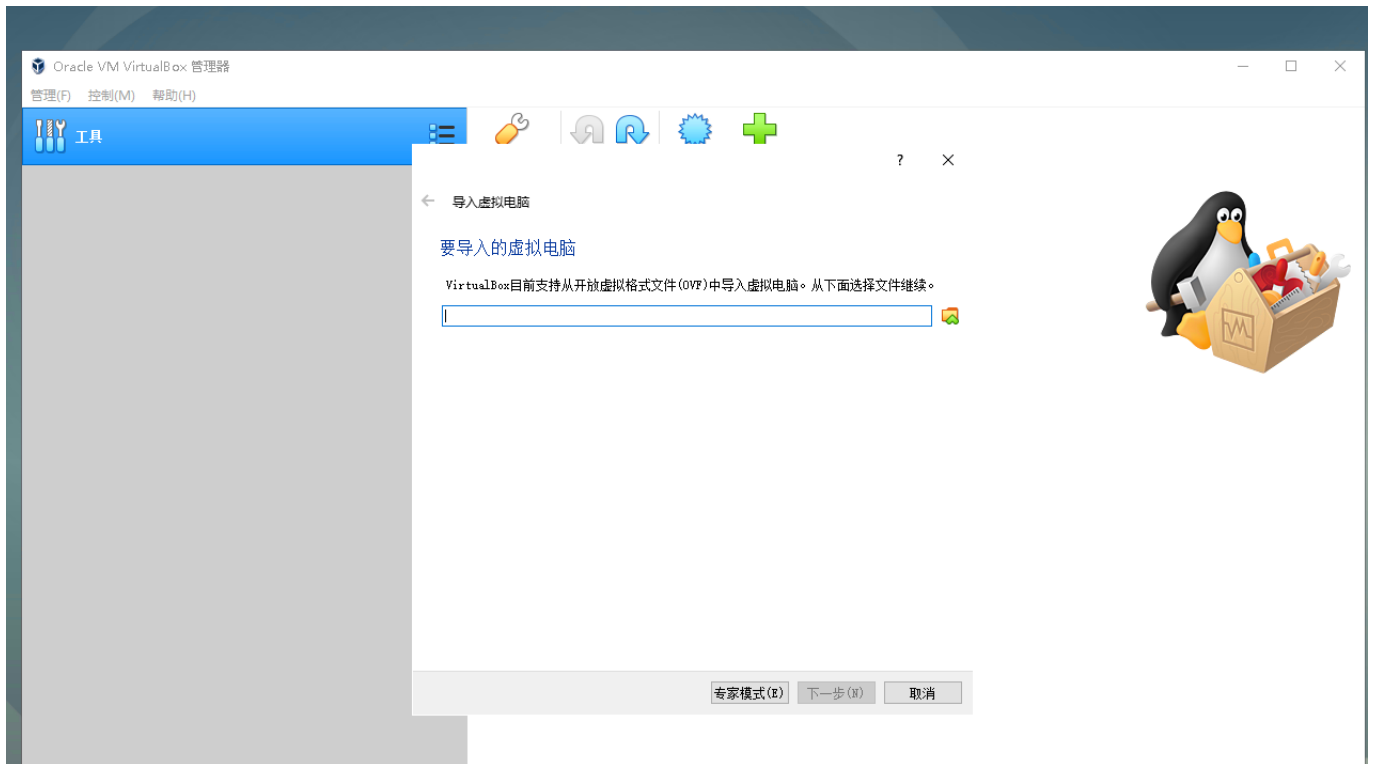 Oracle VM VirtualBox 管理器
管理(F) 控制(M) 帮助(H)
工具
?
导入虚拟电脑
要导入的虚拟电脑
VirtualBox目前支持从开放虚拟格式文件(OVF)中导入虚拟电脑。从下面选择文件继续。
专家模式(E) 下一步(N) 取消